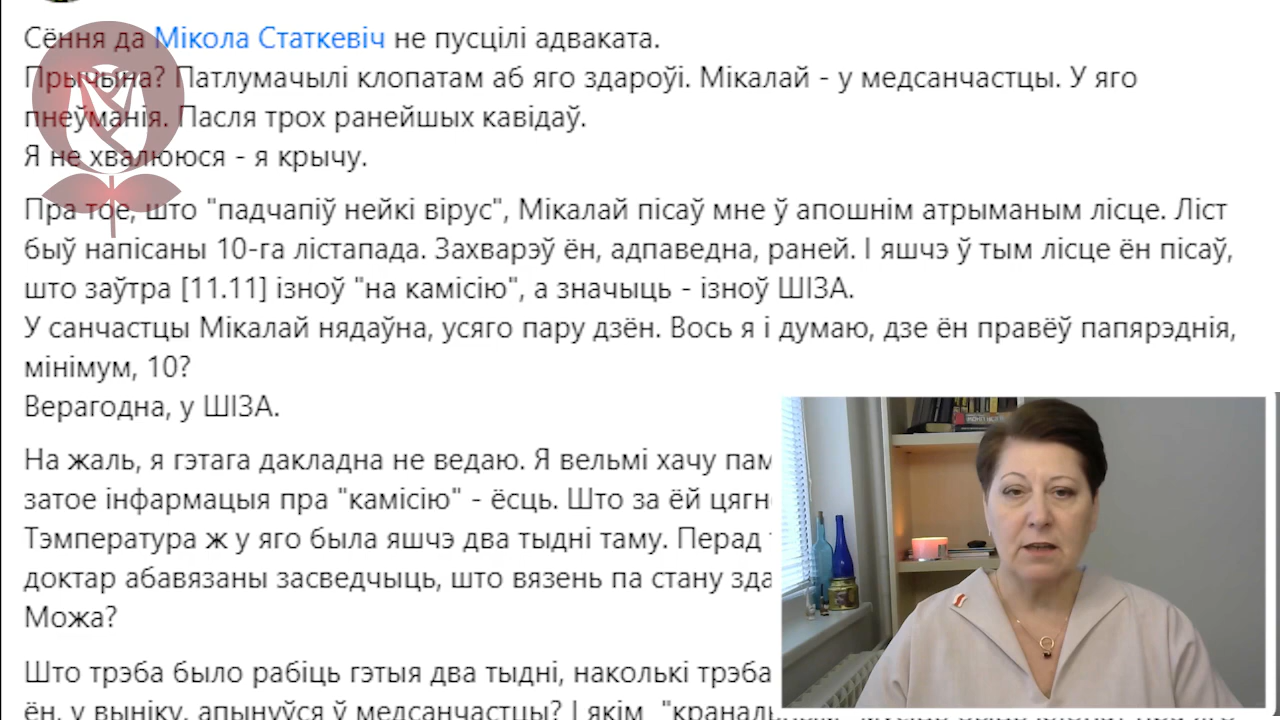 Сёння да Мікола Статкевіч не пусцілі адваката.
Прычына? Патлумачылі клопатам аб яго здароўі. Мікалай - у медсанчастцы. У яго
пнеўманія. Пасля трох ранейшых кавідаў.
Я не хвалююся - я крычу.
Пра тое, што "падчапіў нейкі вірус", Мікалай пісаў мне ў апошнім атрыманым лісце. Ліст
быў напісаны 10-га лістапада. Захварэў ён, адпаведна, раней. І яшчэ ў тым лісце ён пісаў,
што заўтра [11.11] ізноў "на камісію", а значыць - ізноў ШІЗА.
У санчастцы Мікалай нядаўна, усяго пару дзён. Вось я і думаю, дзе ён правёў папярэднія,
мінімум, 10?
Верагодна, у ШІЗА.
На жаль, я гэтага дакладна не ведаю. Я вельмі хачу
затое інфармацыя пра "камісію" - ёсць. Што за ёй
Тэмпература ж у яго была яшчэ два тыдні таму. Перад
доктар абавязаны засведчыць, што вязень па стану
Можа?
Што трэба было рабіць гэтыя два тыдні, наколькі трэба
ён, у выніку, апынуўся ў медсанчастцы? І якім